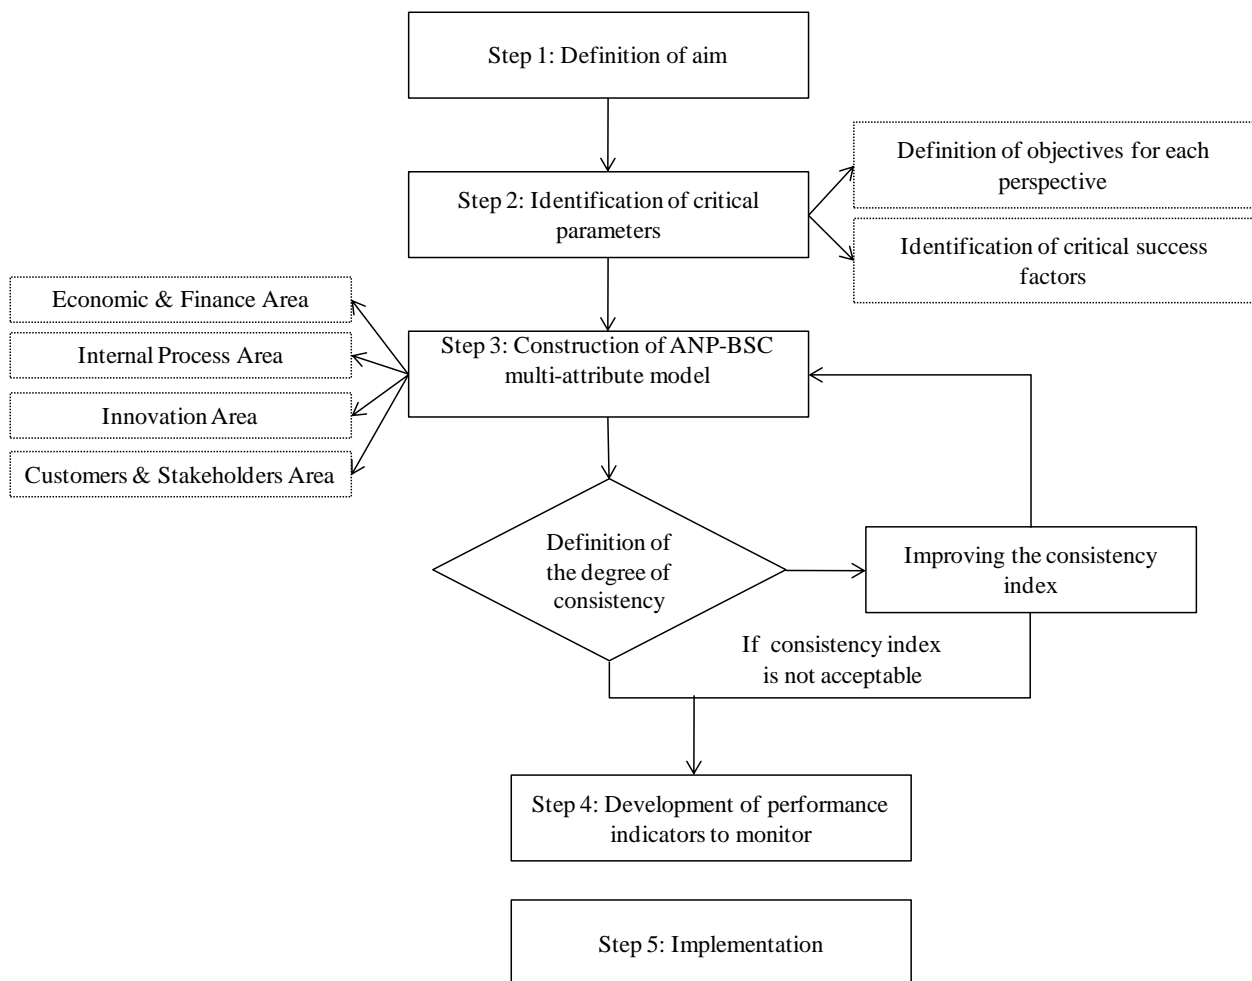 Step 1: Definition of aim
Definition of objectives for each
perspective
Step 2: Identification of critical
parameters
Identification of critical success
factors
Economic & Finance Area
Internal Process Area
Innovation Area
Customers & Stakeholders Area
Step 3: Construction of ANP-BSC
multi-attribute model
Definition of
the degree of
consistency
Improving the consistency
index
If consistency index
is not acceptable
Step 4: Development of performance
indicators to monitor
Step 5: Implementation